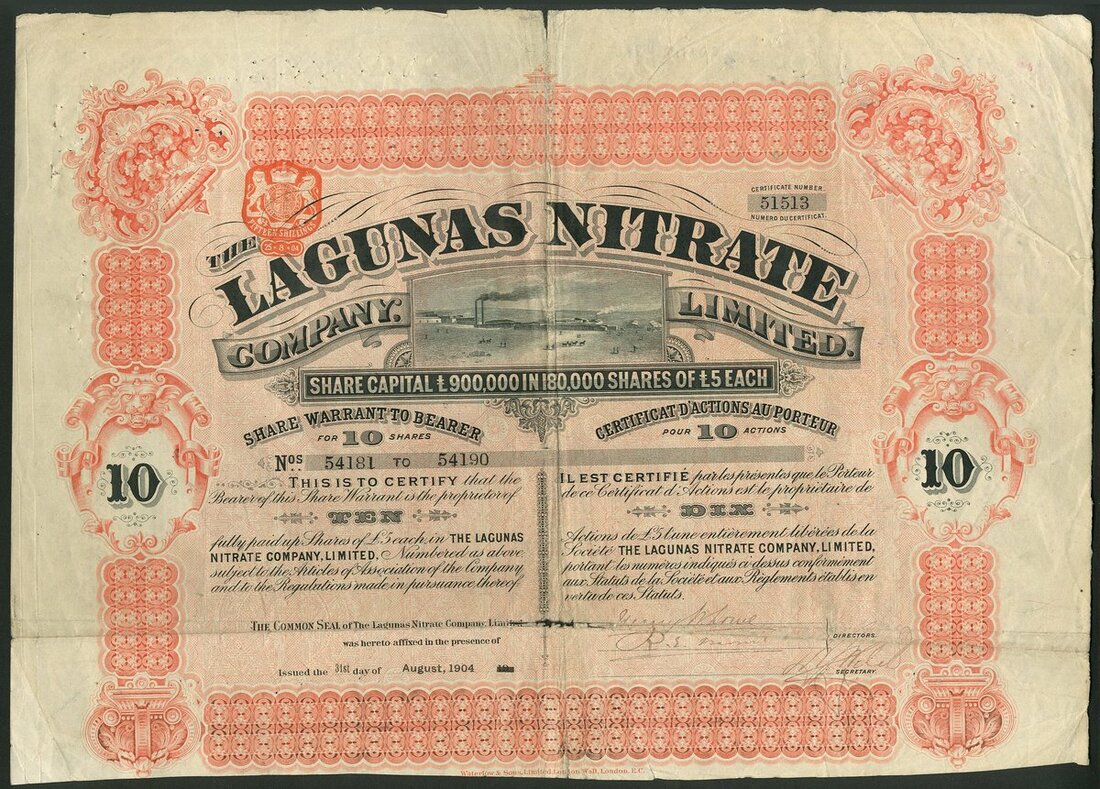 CERTIFICATE NUMBER
51513
NUMERO DU CERTIFICAT.
FIFTEEN SHILLINGS
25 - 8 - 04
THE
LAGUNAS NITRATE
COMPANY, LIMITED.
SHARE CAPITAL £900,000 IN 180,000 SHARES OF £5 EACH
SHARE WARRANT TO BEARER
FOR 10 SHARES
Nos 54181 TO 54190
THIS IS TO CERTIFY that the
Bearer of this Share Warrant is the proprietor of
TEN
fully paid up Shares of £5 each, in THE LAGUNAS
NITRATE COMPANY, LIMITED, Numbered as above,
subject to the Articles of Association of the Company
and to the Regulations made in pursuance thereof
CERTIFICAT D'ACTIONS AU PORTEUR
POUR 10 ACTIONS
IL EST CERTIFIÉ par les présentes que le Porteur
de ce Certificat d'Actions est le propriétaire de
DIX
Actions de £5 l'une entièrement libérées de la
Société THE LAGUNAS NITRATE COMPANY, LIMITED,
portant les numéros indiqués ci-dessus conformément
aux Statuts de la Société et aux Règlements établis en
vertu de ces Statuts.
10
10
THE COMMON SEAL of The Lagunas Nitrate Company, Limited
was hereto affixed in the presence of
Issued the 31st day of August, 1904
DIRECTORS.
SECRETARY.
Waterlow & Sons, Limited, London Wall, London, E.C.